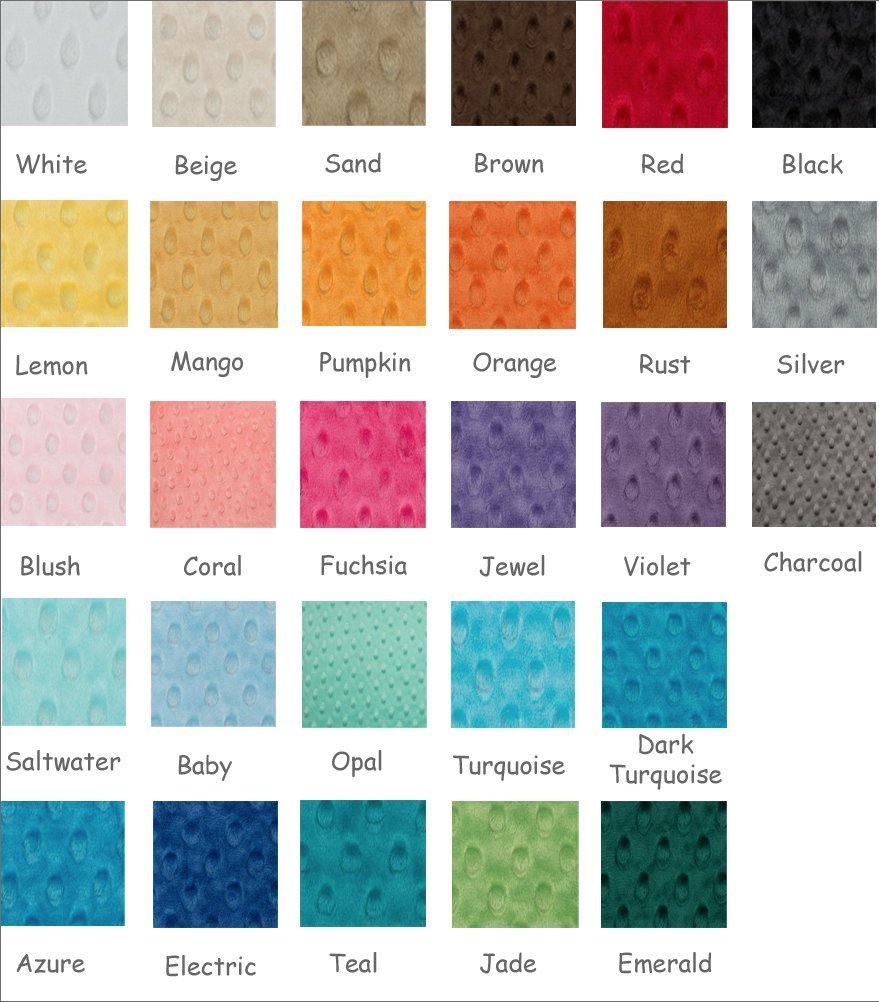 White Beige Sand Brown Red Black
Lemon Mango Pumpkin Orange Rust Silver
Blush Coral Fuchsia Jewel Violet Charcoal
Saltwater Baby Opal Turquoise Dark
Turquoise
Azure Electric Teal Jade Emerald